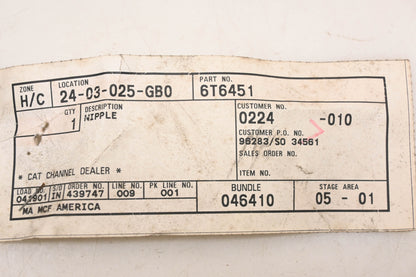 ZONE LOCATION PART NO.
H/C 24-03-025-GB0 6T6451
QTY DESCRIPTION CUSTOMER NO.
1 NIPPLE 0224 -010
CUSTOMER P.O. NO.
96283/SO 34561
SALES ORDER NO.
* CAT CHANNEL DEALER * ITEM NO.
LOAD NO. S/D ORDER NO. LINE NO. PK LINE NO. BUNDLE STAGE AREA
041901 IN 439747 009 001 046410 05 - 01
MA MCF AMERICA